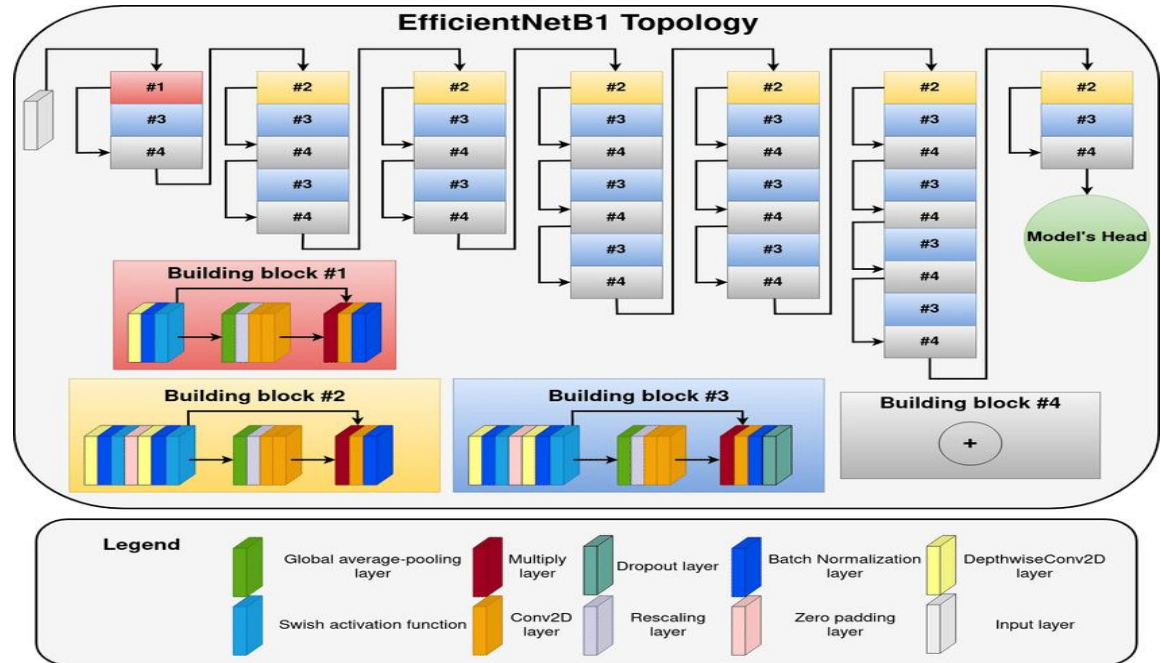 EfficientNetB1 Topology
#1
#3
#4
#2
#3
#4
#3
#4
#2
#3
#4
#3
#4
#2
#3
#4
#3
#4
#3
#4
#2
#3
#4
#3
#4
#3
#4
#2
#3
#4
#3
#4
#3
#4
#3
#4
#2
#3
#4
Model's Head
Building block #1
Building block #2
Building block #3
Building block #4
+
Legend
Global average-pooling
layer
Multiply
layer
Dropout layer
Batch Normalization
layer
DepthwiseConv2D
layer
Swish activation function
Conv2D
layer
Rescaling
layer
Zero padding
layer
Input layer